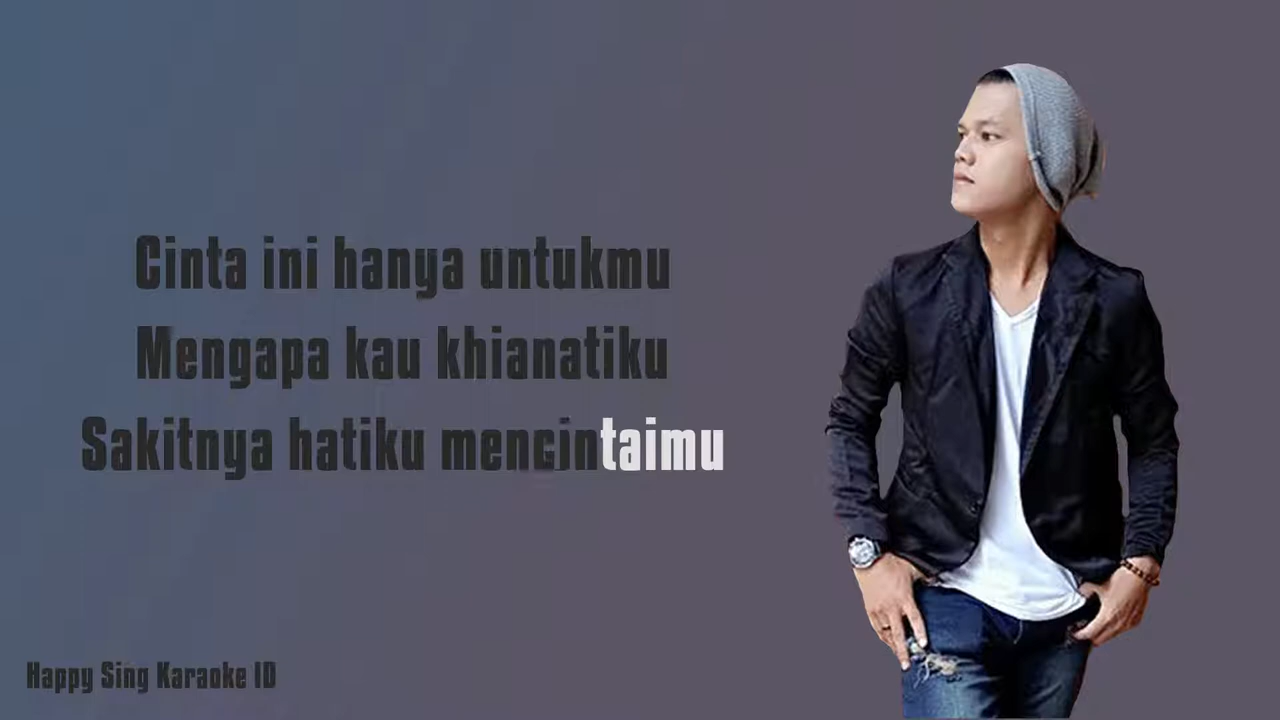 Cinta ini hanya untukmu
Mengapa kau khianatiku
Sakitnya hatiku mencintaimu
Happy Sing Karaoke ID